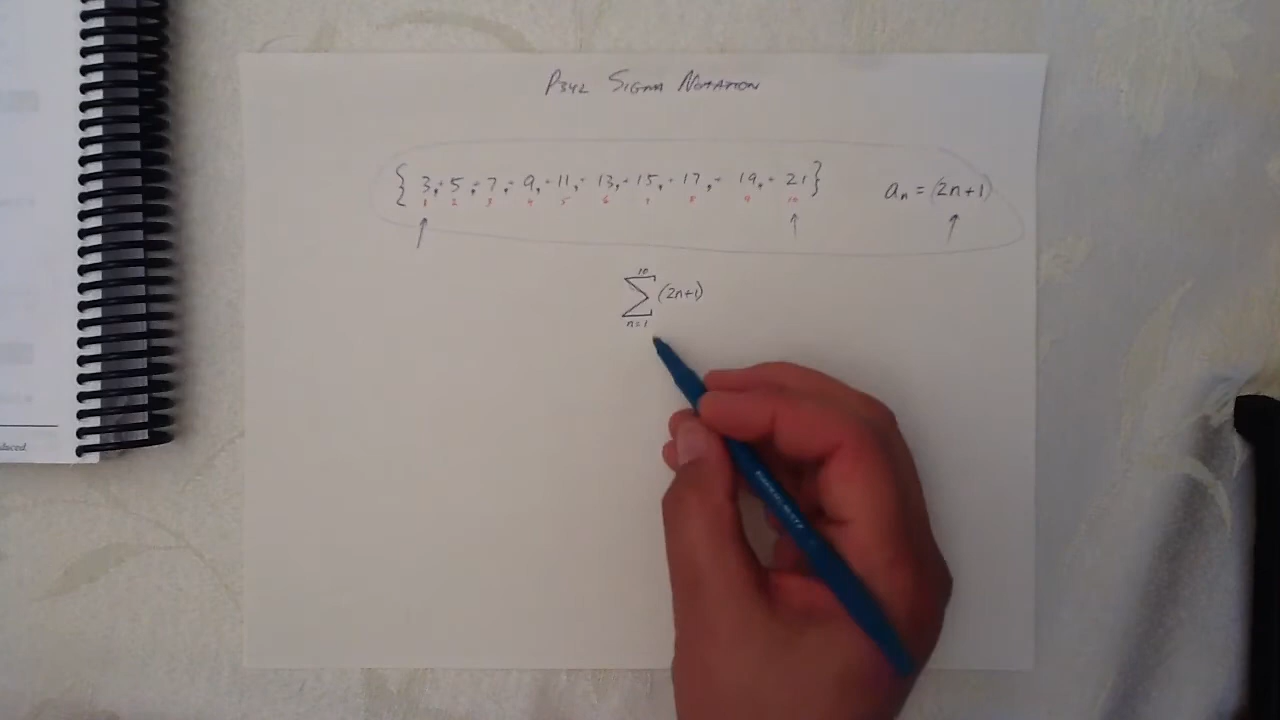 P342 SIGMA NOTATION
{ 3, + 5, + 7, + 9, + 11, + 13, + 15, + 17, + 19, + 21 } aₙ = (2n+1)
1 2 3 4 5 6 7 8 9 10
10
∑ (2n+1)
n=1